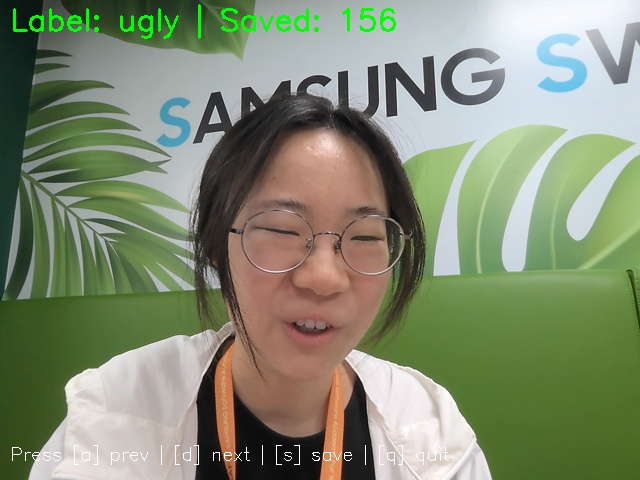 Label: ugly | Saved: 156
SAMSUNG SW
Press [a] prev | [d] next | [s] save | [q] quit